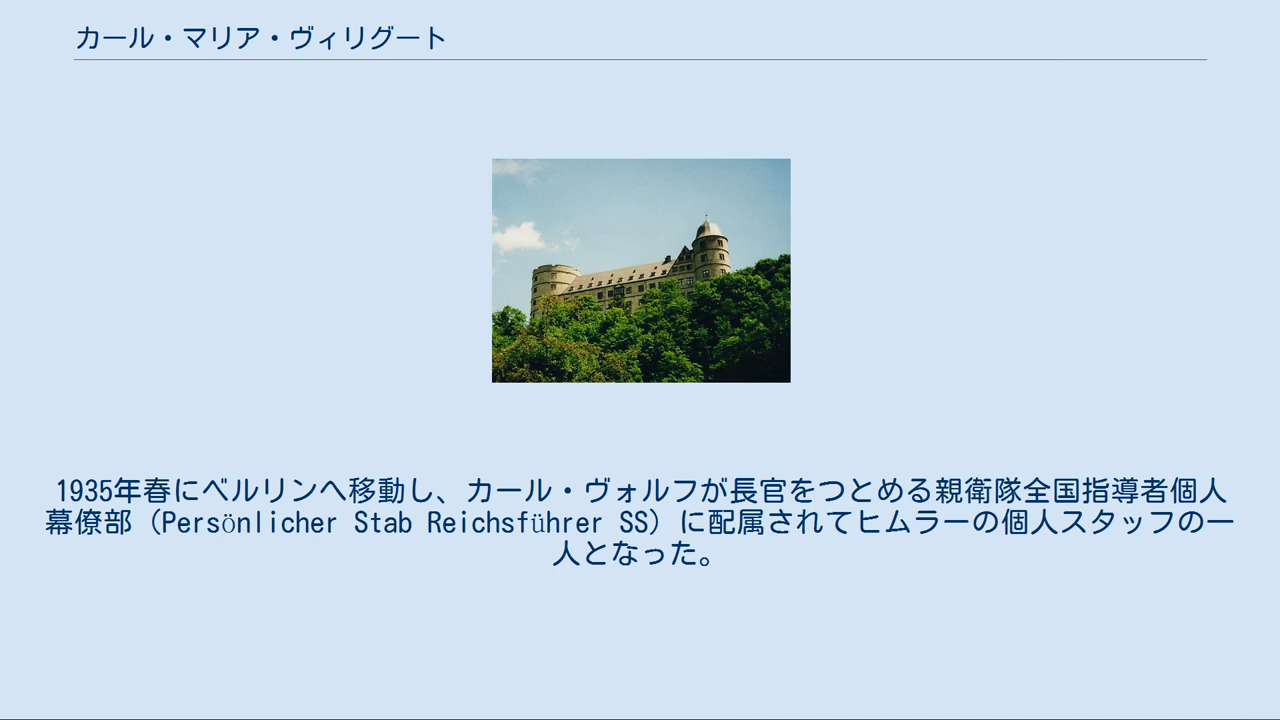 カール・マリア・ヴィリグート
1935年春にベルリンへ移動し、カール・ヴォルフが長官をつとめる親衛隊全国指導者個人
幕僚部（Persönlicher Stab Reichsführer SS）に配属されてヒムラーの個人スタッフの一
人となった。